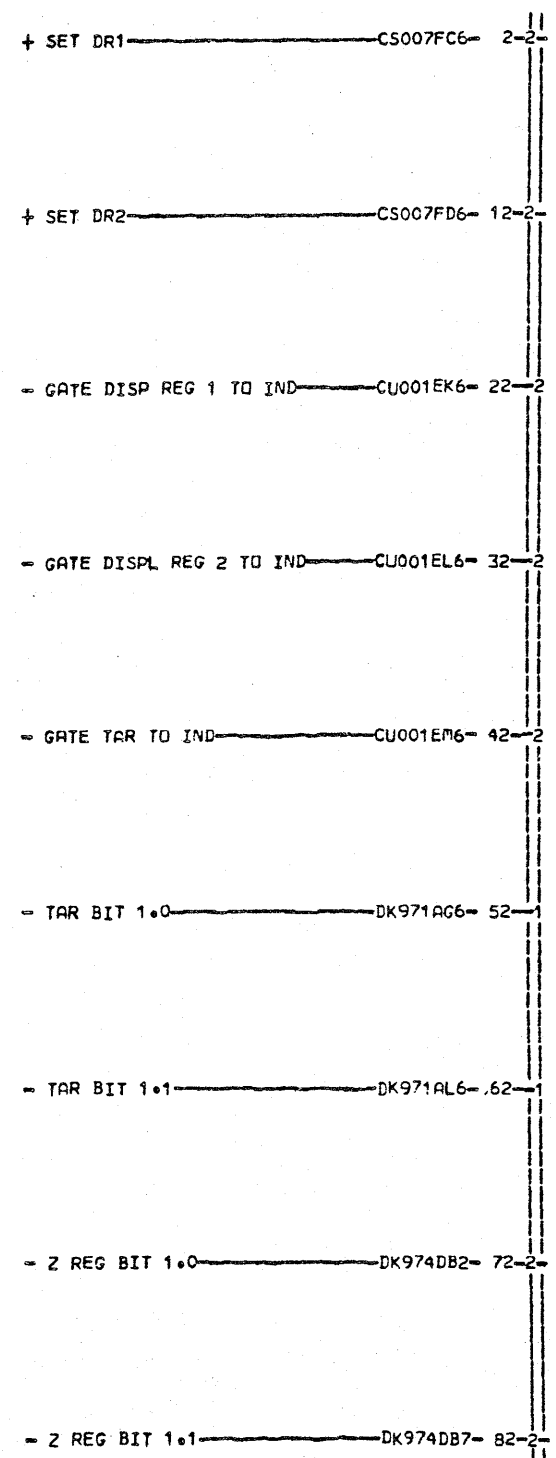 + SET DR1 CS007FC6- 2-2-
+ SET DR2 CS007FD6- 12-2-
- GATE DISP REG 1 TO IND CU001EK6- 22-2
- GATE DISPL REG 2 TO IND CU001EL6- 32-2
- GATE TAR TO IND CU001EM6- 42-2
- TAR BIT 1.0 DK971AG6- 52-1
- TAR BIT 1.1 DK971AL6- 62-1
- Z REG BIT 1.0 DK974DB2- 72-2-
- Z REG BIT 1.1 DK974DB7- 82-2-